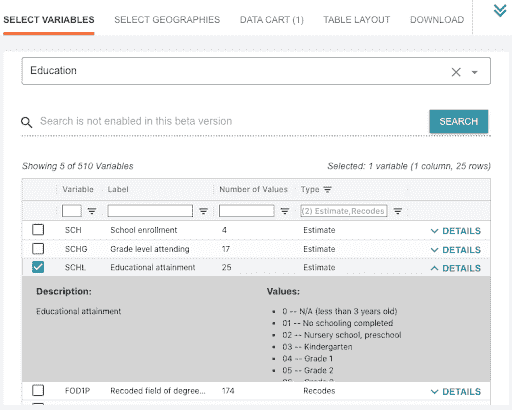 SELECT VARIABLES SELECT GEOGRAPHIES DATA CART (1) TABLE LAYOUT DOWNLOAD
Education
Search is not enabled in this beta version SEARCH
Showing 5 of 510 Variables Selected: 1 variable (1 column, 25 rows)
Variable Label Number of Values Type
(2) Estimate,Recodes
SCH School enrollment 4 Estimate DETAILS
SCHG Grade level attending 17 Estimate DETAILS
SCHL Educational attainment 25 Estimate DETAILS
Description: Values:
Educational attainment
0 -- N/A (less than 3 years old)
01 -- No schooling completed
02 -- Nursery school, preschool
03 -- Kindergarten
04 -- Grade 1
05 -- Grade 2
FOD1P Recoded field of degree... 174 Recodes DETAILS